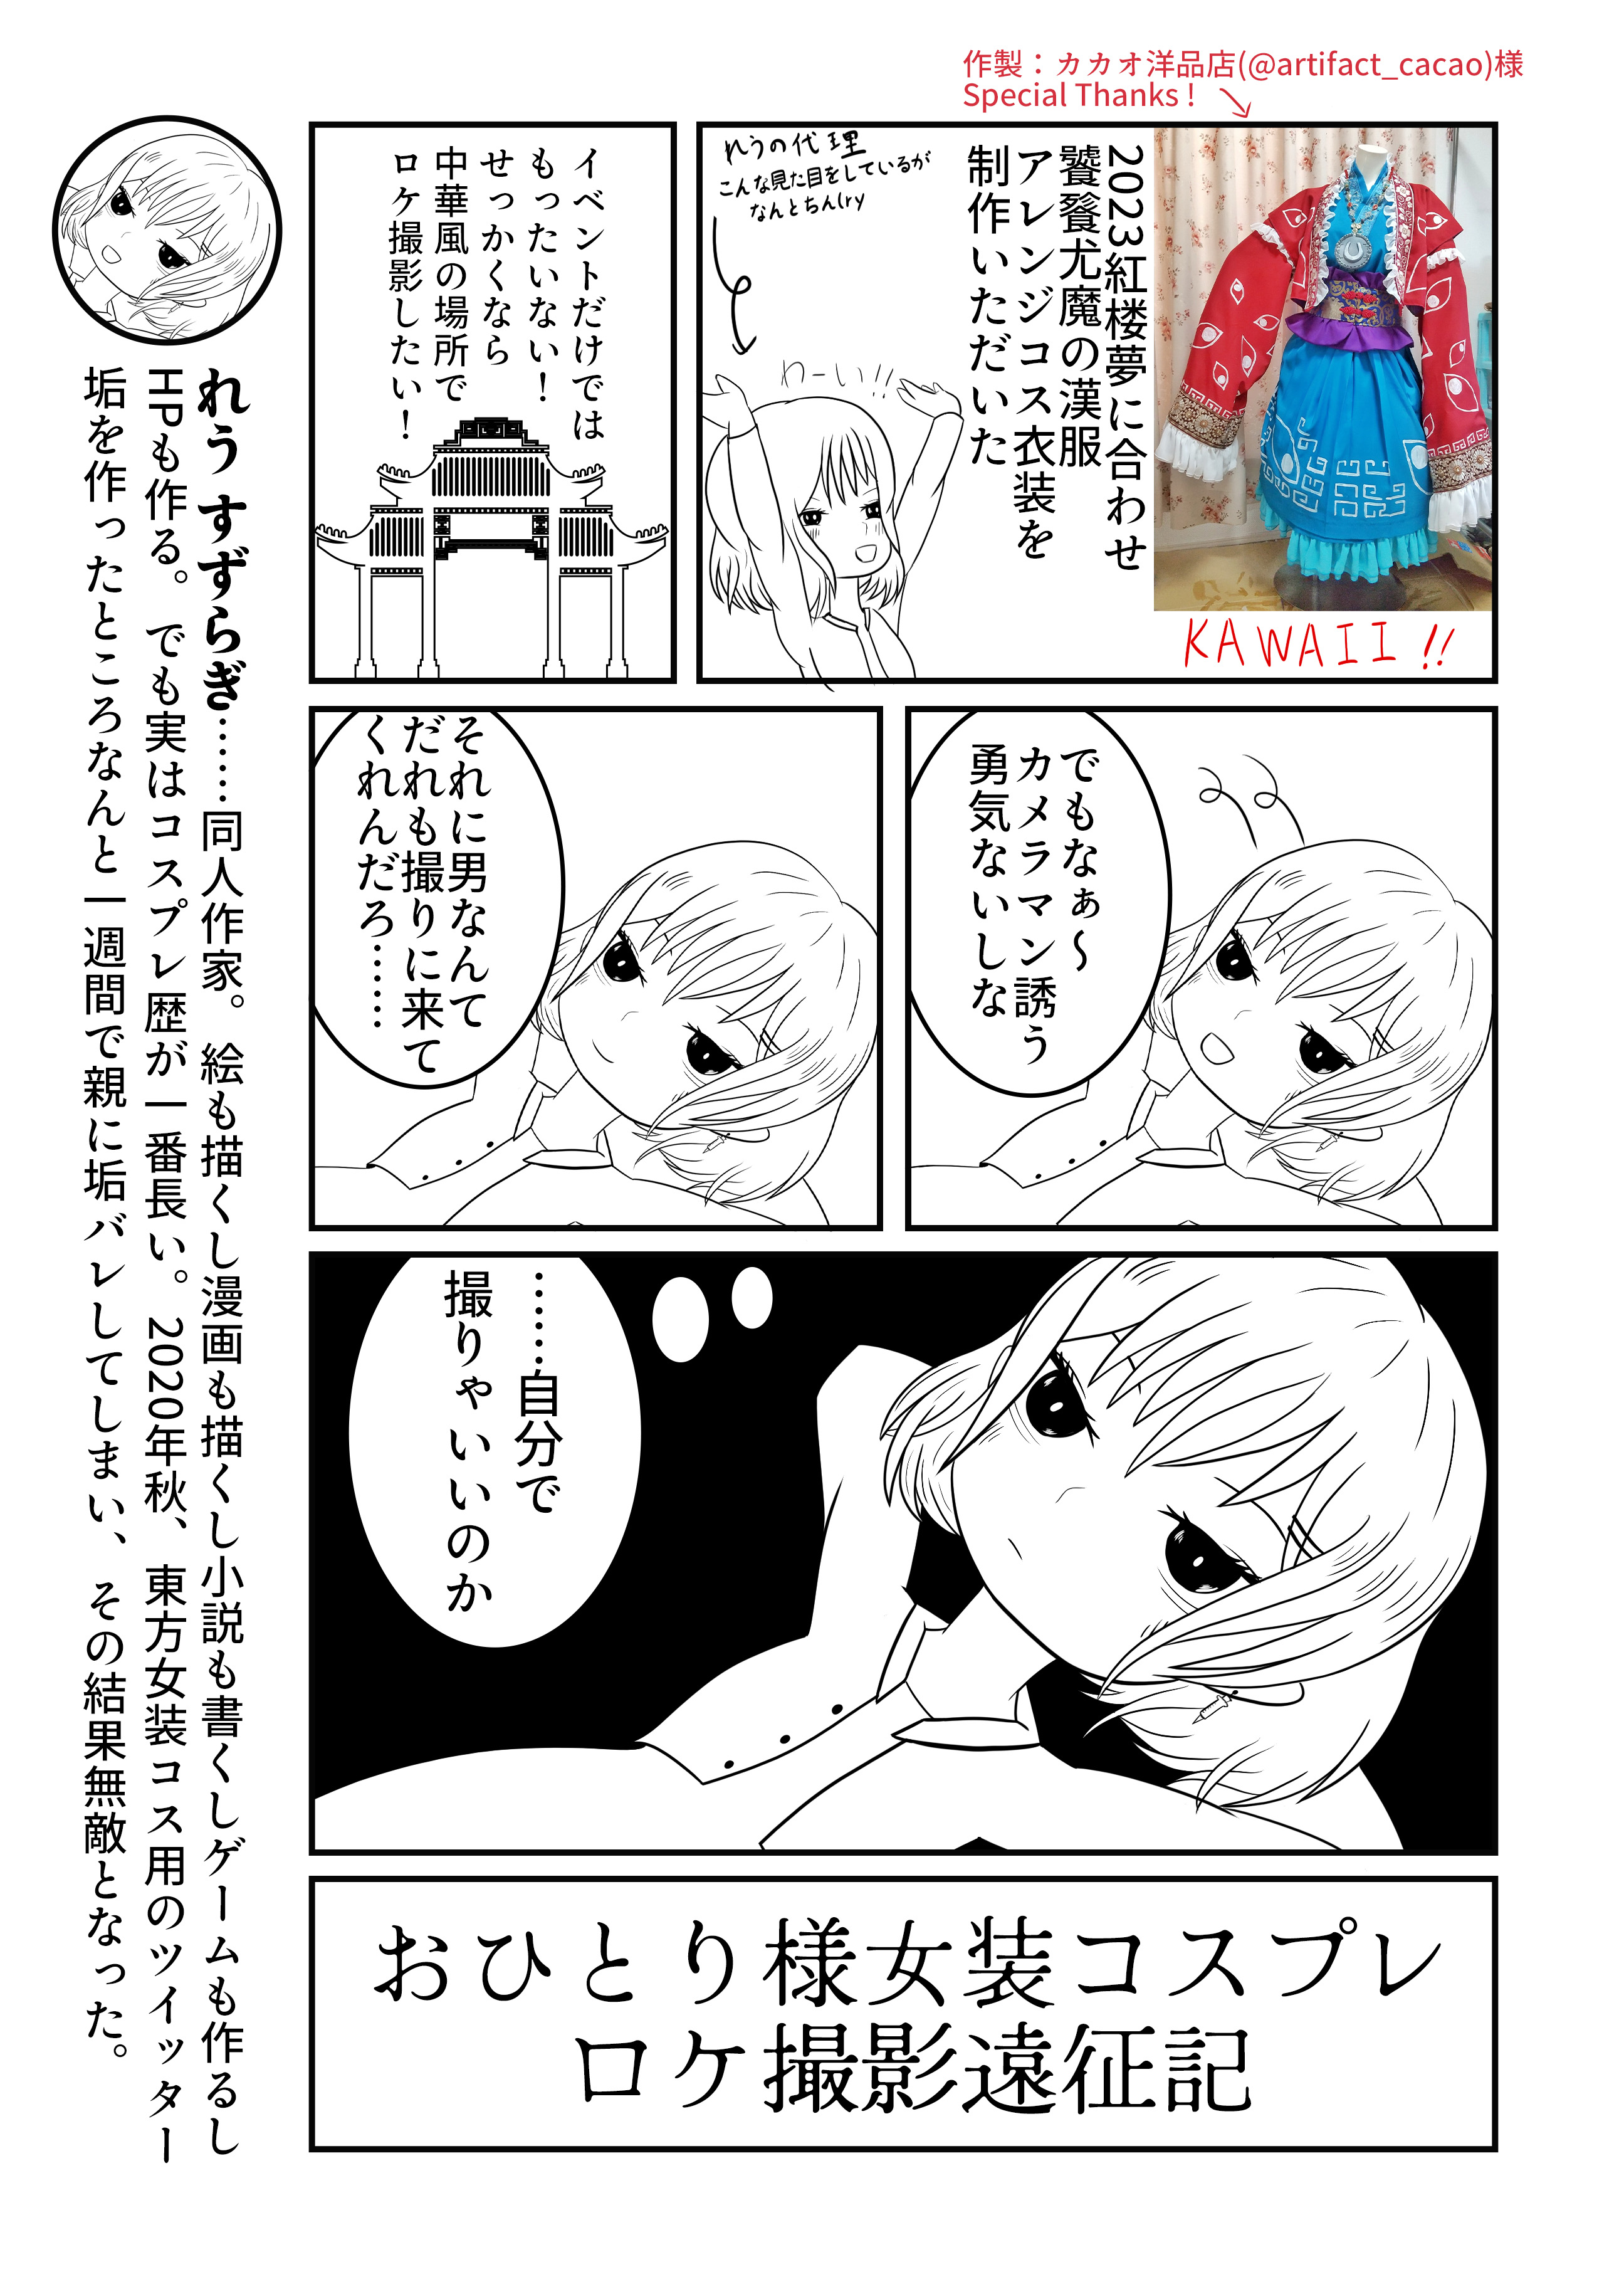 作製：カカオ洋品店(@artifact_cacao)様
Special Thanks！
2023紅楼夢に合わせ
饕餮尤魔の漢服
アレンジコス衣装を
制作いただいた
KAWAII!!
れうの代理
こんな見た目をしているが
なんとちん(ry
わーい!!
イベントだけでは
もったいない！
せっかくなら
中華風の場所で
ロケ撮影したい！
でもなぁ～
カメラマン誘う
勇気ないしな
それに男なんて
だれも撮りに来て
くれんだろ……
……自分で
撮りゃいいのか
おひとり様女装コスプレ
ロケ撮影遠征記
れう すずらぎ……同人作家。絵も描くし漫画も描くし小説も書くしゲームも作るし
HPも作る。でも実はコスプレ歴が一番長い。2020年秋、東方女装コス用のツイッター
垢を作ったところなんと一週間で親に垢バレしてしまい、その結果無敵となった。